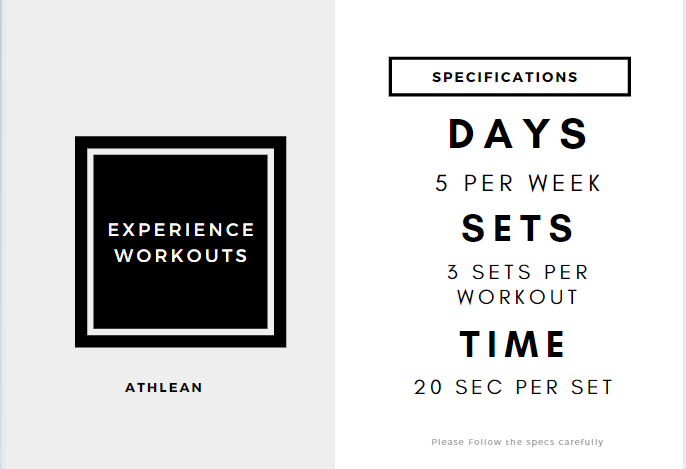 EXPERIENCE
WORKOUTS
ATHLEAN
SPECIFICATIONS
DAYS
5 PER WEEK
SETS
3 SETS PER
WORKOUT
TIME
20 SEC PER SET
Please Follow the specs carefully